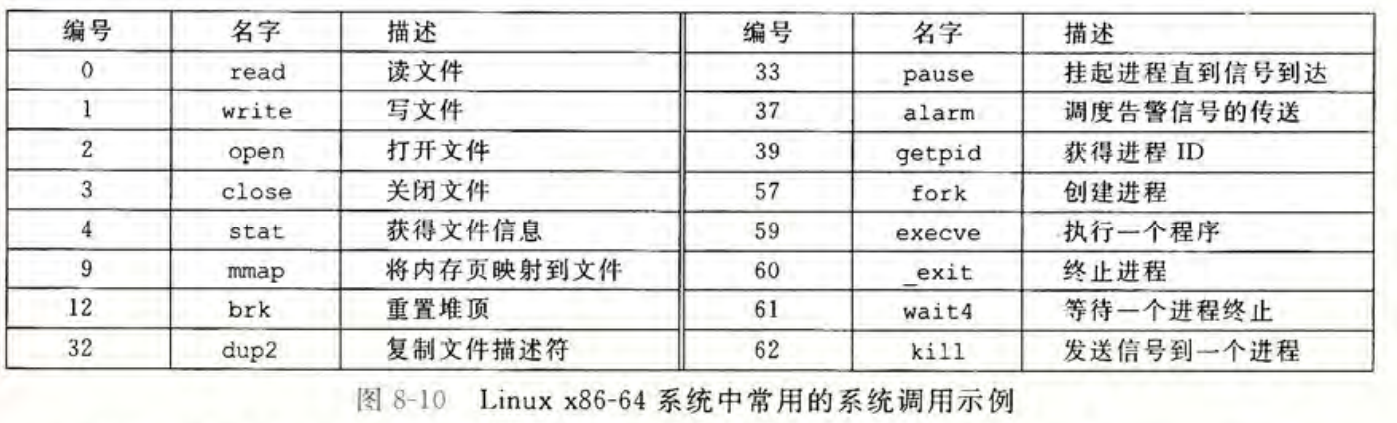 编号 名字 描述 编号 名字 描述
0 read 读文件 33 pause 挂起进程直到信号到达
1 write 写文件 37 alarm 调度告警信号的传送
2 open 打开文件 39 getpid 获得进程 ID
3 close 关闭文件 57 fork 创建进程
4 stat 获得文件信息 59 execve 执行一个程序
9 mmap 将内存页映射到文件 60 _exit 终止进程
12 brk 重置堆顶 61 wait4 等待一个进程终止
32 dup2 复制文件描述符 62 kill 发送信号到一个进程
图 8-10 Linux x86-64 系统中常用的系统调用示例